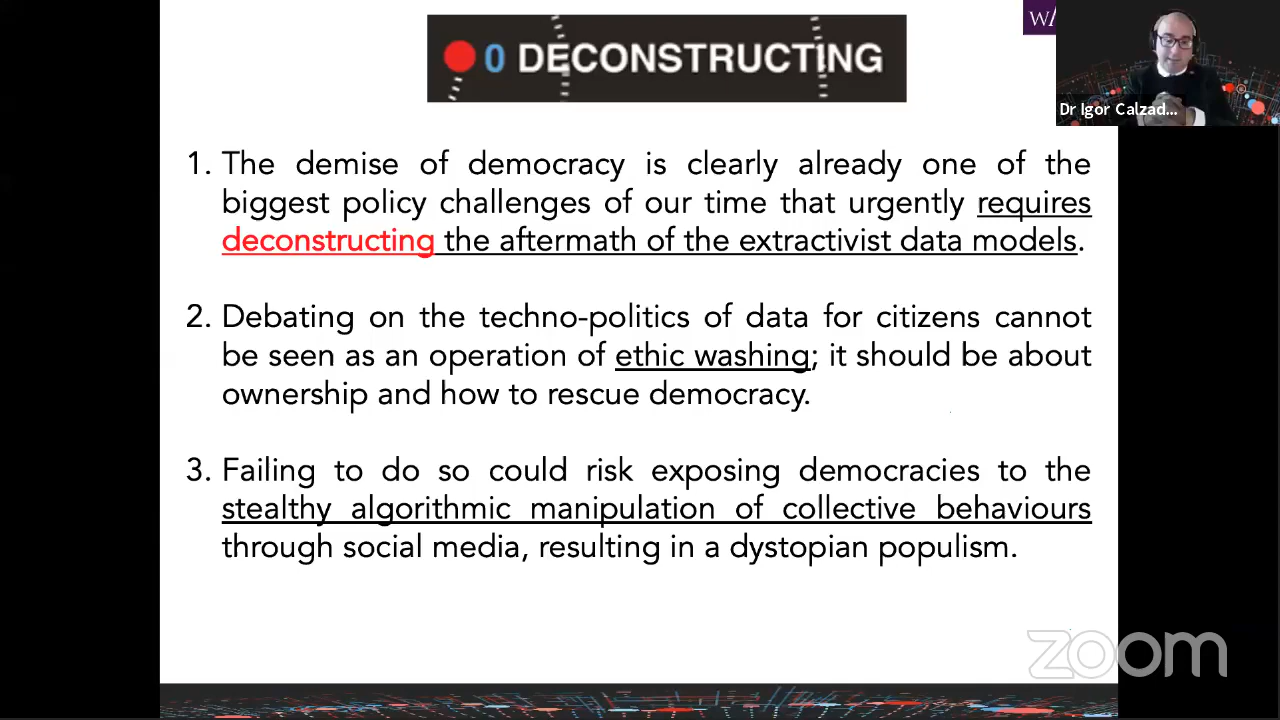 0 DECONSTRUCTING
Dr Igor Calzad...
1. The demise of democracy is clearly already one of the
biggest policy challenges of our time that urgently requires
deconstructing the aftermath of the extractivist data models.
2. Debating on the techno-politics of data for citizens cannot
be seen as an operation of ethic washing; it should be about
ownership and how to rescue democracy.
3. Failing to do so could risk exposing democracies to the
stealthy algorithmic manipulation of collective behaviours
through social media, resulting in a dystopian populism.
zoom